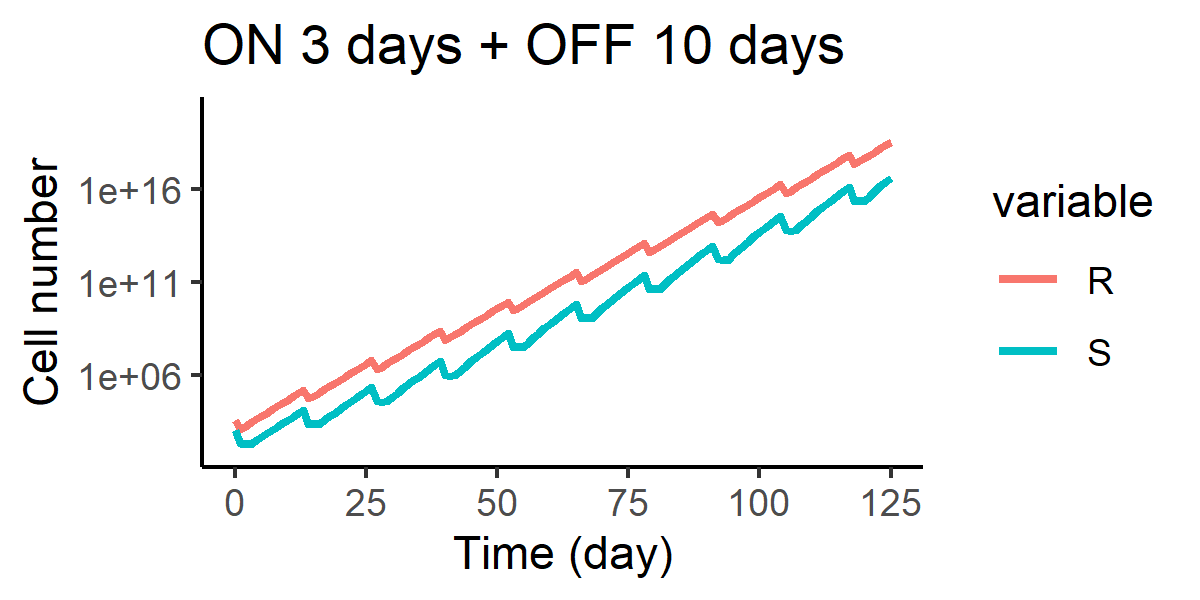 ON 3 days + OFF 10 days
Cell number
1e+16
1e+11
1e+06
0 25 50 75 100 125
Time (day)
variable
R
S